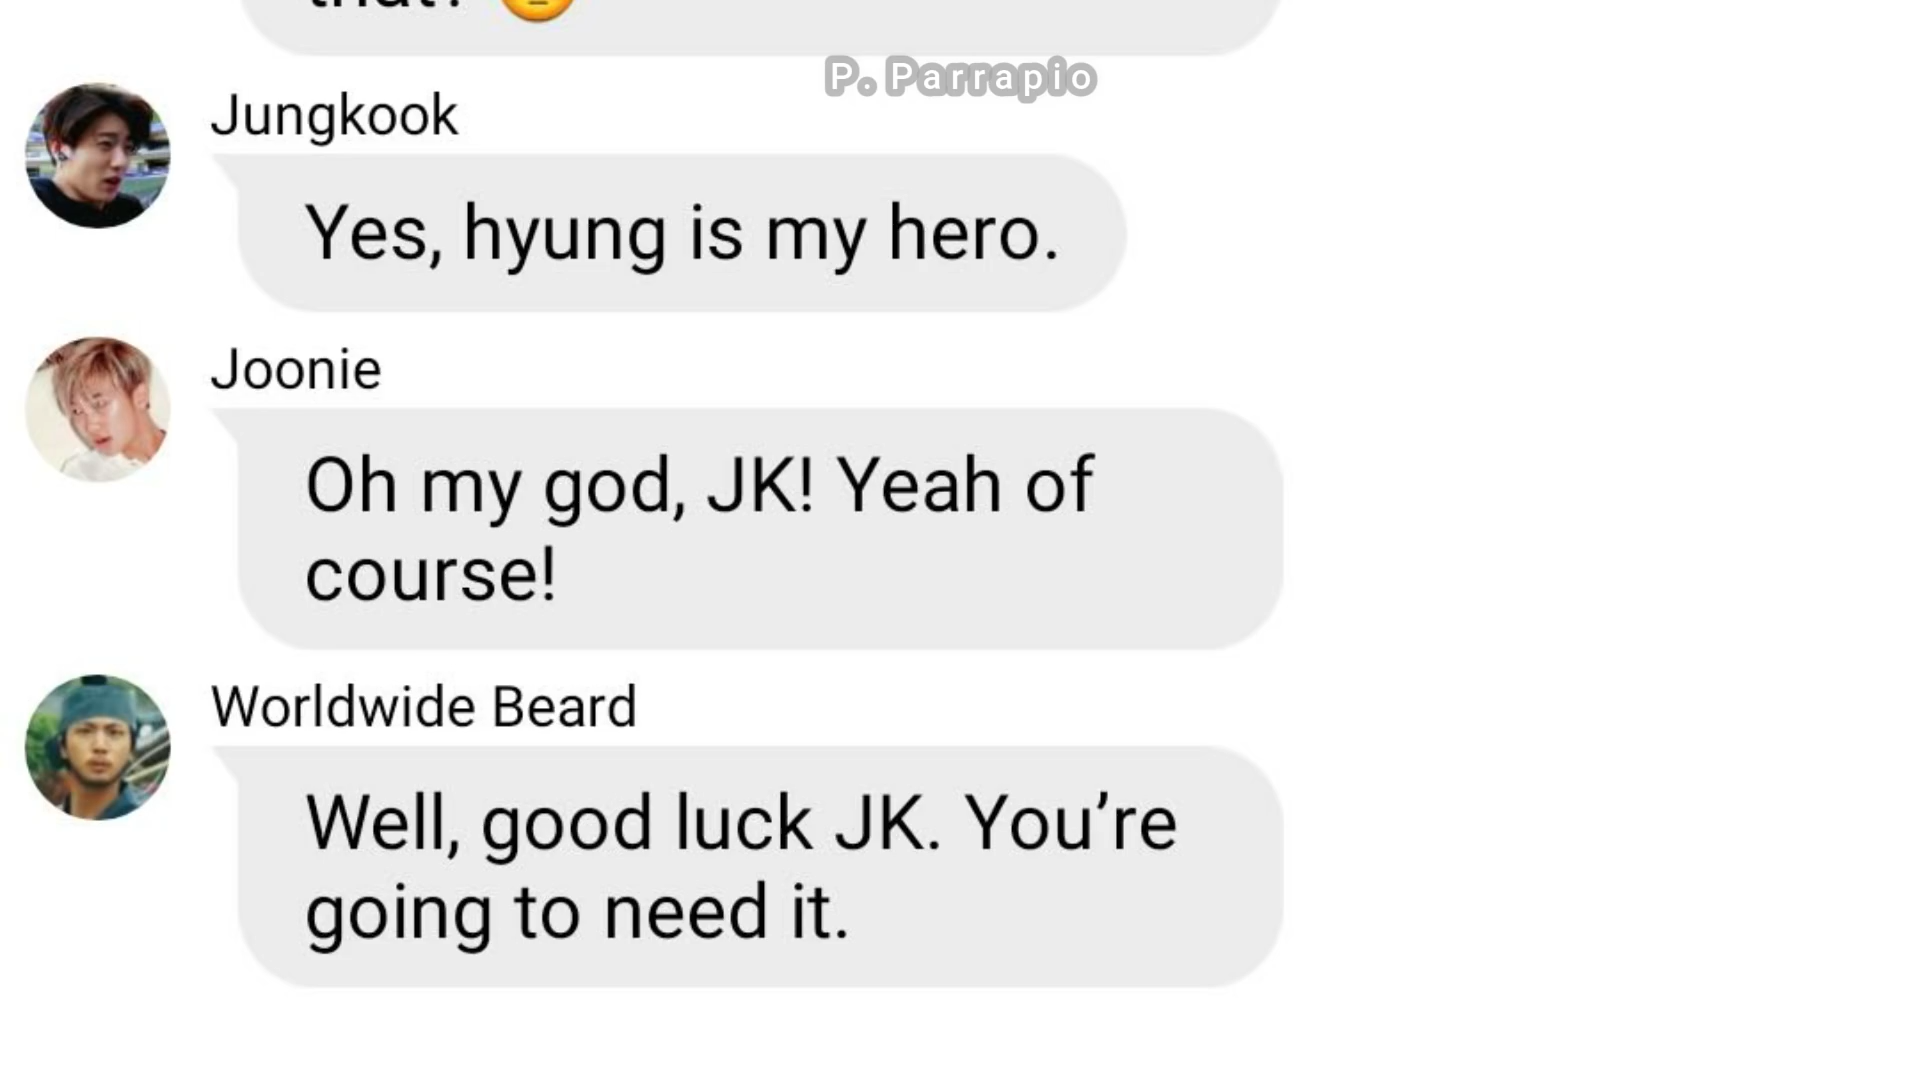 that?
P. Parrapio
Jungkook
Yes, hyung is my hero.
Joonie
Oh my god, JK! Yeah of
course!
Worldwide Beard
Well, good luck JK. You’re
going to need it.